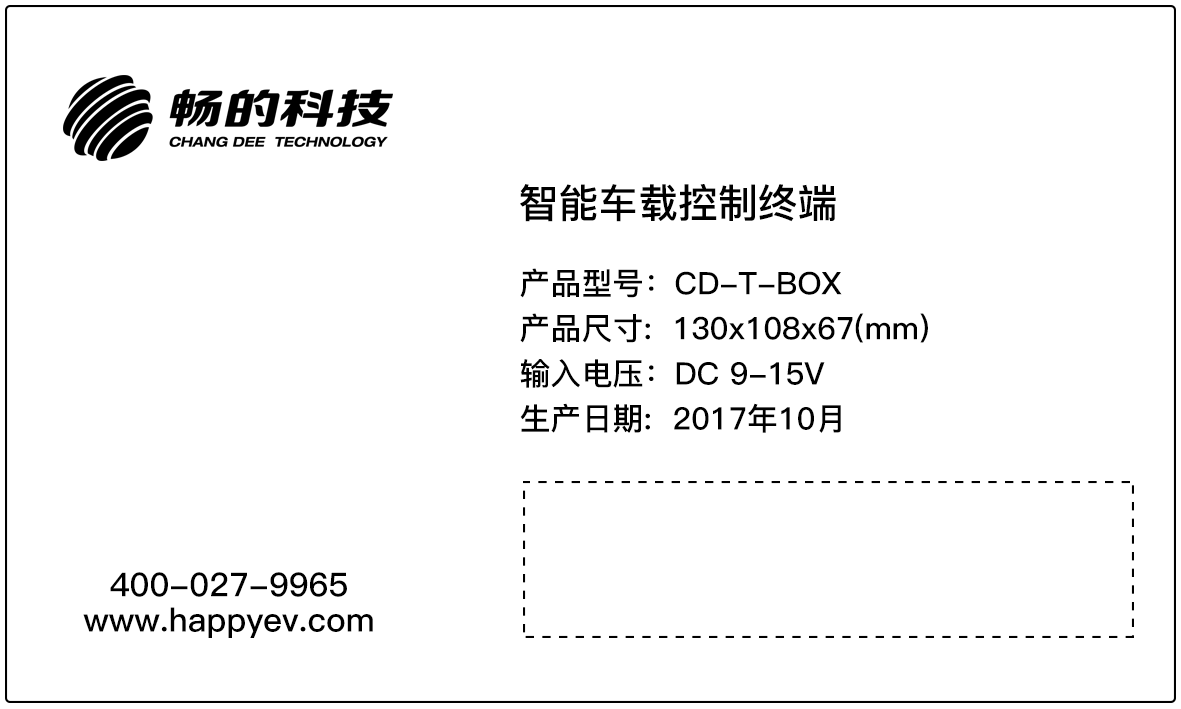 畅的科技
CHANG DEE TECHNOLOGY
智能车载控制终端
产品型号：CD-T-BOX
产品尺寸: 130x108x67(mm)
输入电压：DC 9-15V
生产日期: 2017年10月
400-027-9965
www.happyev.com